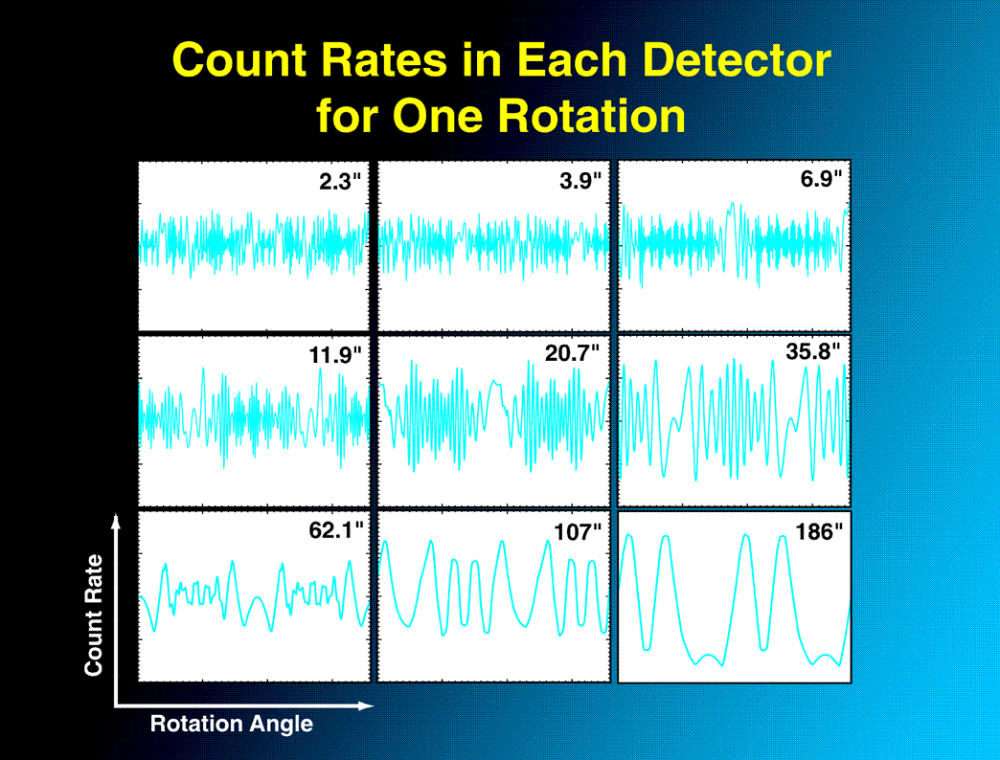 Count Rates in Each Detector
for One Rotation
2.3"
3.9"
6.9"
11.9"
20.7"
35.8"
62.1"
107"
186"
Count Rate
Rotation Angle